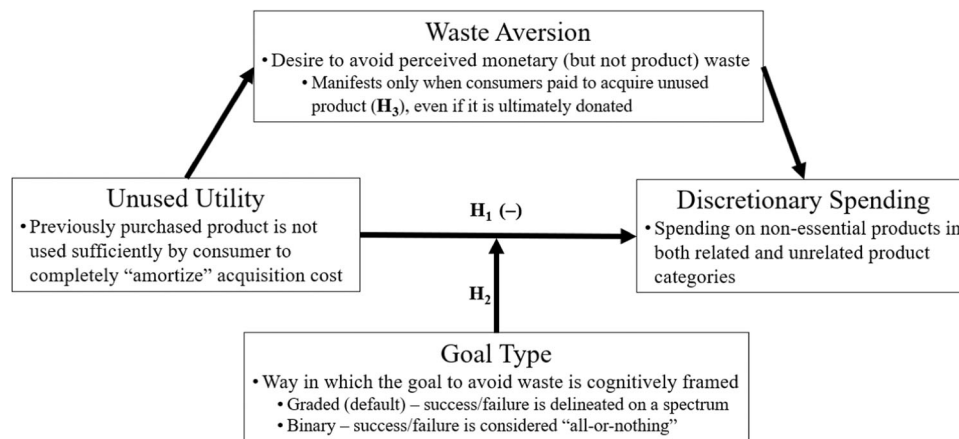 Waste Aversion
• Desire to avoid perceived monetary (but not product) waste
• Manifests only when consumers paid to acquire unused
product (H₃), even if it is ultimately donated
Unused Utility
• Previously purchased product is not
used sufficiently by consumer to
completely “amortize” acquisition cost
H₁ (–)
Discretionary Spending
• Spending on non-essential products in
both related and unrelated product
categories
H₂
Goal Type
• Way in which the goal to avoid waste is cognitively framed
• Graded (default) – success/failure is delineated on a spectrum
• Binary – success/failure is considered “all-or-nothing”